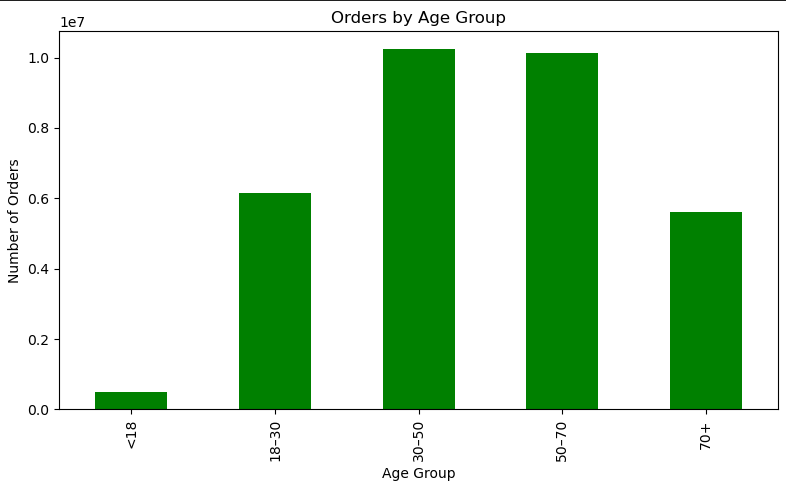 Orders by Age Group
1e7
1.0
0.8
0.6
0.4
0.2
0.0
Number of Orders
<18
18–30
30–50
50–70
70+
Age Group